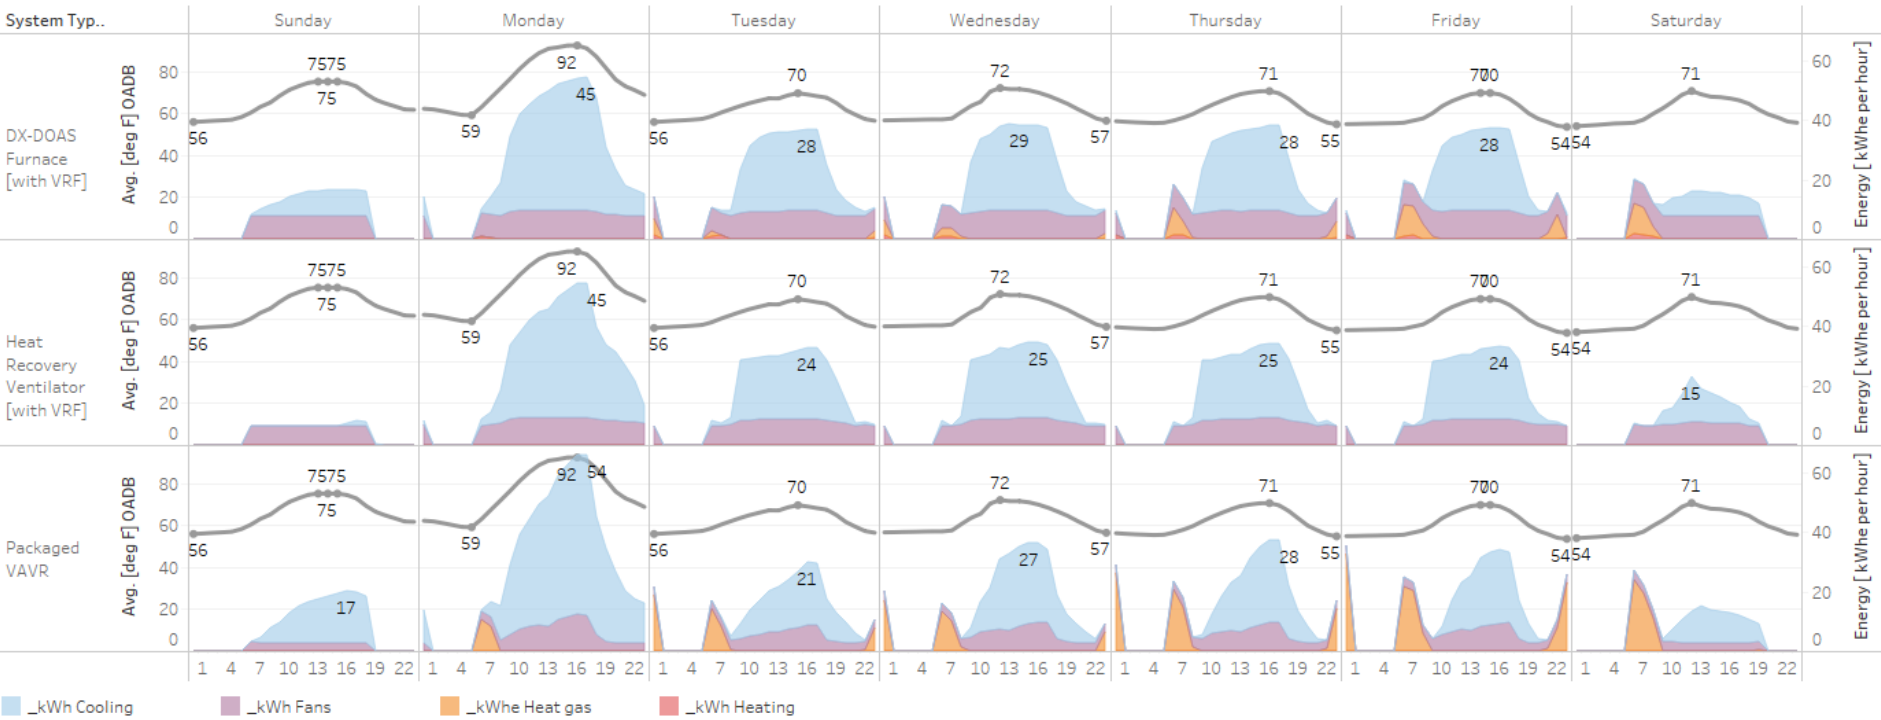 System Typ.. Sunday Monday Tuesday Wednesday Thursday Friday Saturday
DX-DOAS
Furnace
[with VRF]
Avg. [deg F] OADB
80
60
40
20
0
56 7575
75
59 92
45
56 70
28
72
29
57
71
28 55
70
28
54 54 71
60
40
20
0
Energy [ kWhe per hour]
Heat
Recovery
Ventilator
[with VRF]
Avg. [deg F] OADB
80
60
40
20
0
56 7575
75
59 92
45
56 70
24
72
25
57
71
25
55
70
24
54 54 71
15
60
40
20
0
Energy [ kWhe per hour]
Packaged
VAVR
Avg. [deg F] OADB
80
60
40
20
0
56 7575
75
59 92 54
56 70
21
72
27
57
71
28 55
70
54 54 71
60
40
20
0
Energy [ kWhe per hour]
1 4 7 10 13 16 19 22 1 4 7 10 13 16 19 22 1 4 7 10 13 16 19 22 1 4 7 10 13 16 19 22 1 4 7 10 13 16 19 22 1 4 7 10 13 16 19 22 1 4 7 10 13 16 19 22
_kWh Cooling _kWh Fans _kWhe Heat gas _kWh Heating